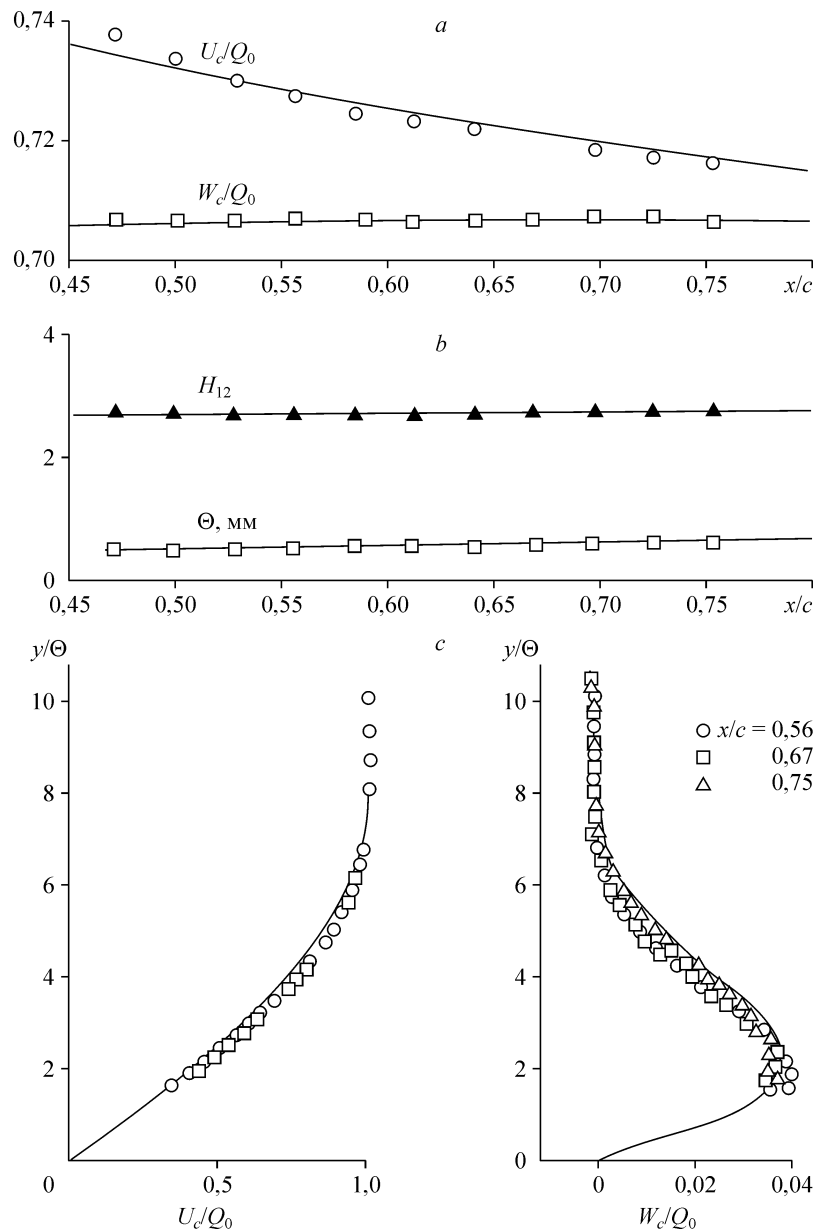 0,74
a
U_c/Q_0
0,72
W_c/Q_0
0,70
0,45 0,50 0,55 0,60 0,65 0,70 0,75 x/c
4
b
H_12
2
Θ, мм
0
0,45 0,50 0,55 0,60 0,65 0,70 0,75 x/c
y/Θ c y/Θ
10 10
x/c = 0,56
0,67
0,75
8 8
6 6
4 4
2 2
0 0
0,5 1,0 0 0,02 0,04
U_c/Q_0 W_c/Q_0